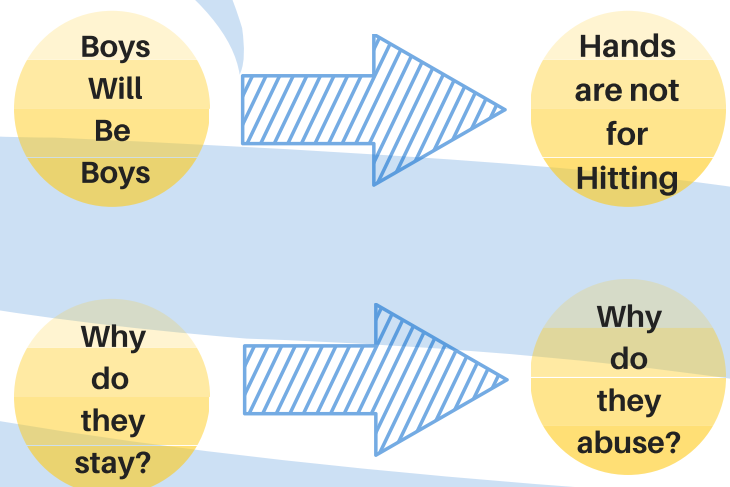 Boys
Will
Be
Boys
Hands
are not
for
Hitting
Why
do
they
stay?
Why
do
they
abuse?